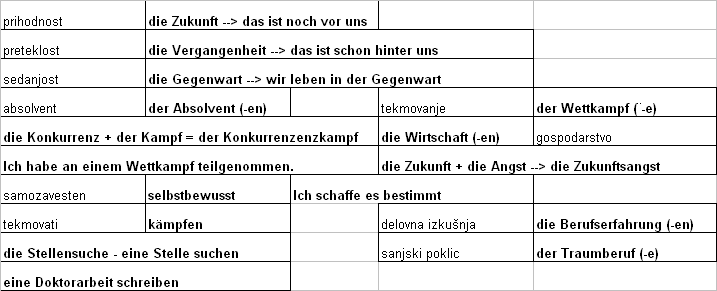 prihodnost die Zukunft --> das ist noch vor uns
preteklost die Vergangenheit --> das ist schon hinter uns
sedanjost die Gegenwart --> wir leben in der Gegenwart
absolvent der Absolvent (-en) tekmovanje der Wettkampf (¨-e)
die Konkurrenz + der Kampf = der Konkurrenzenzkampf die Wirtschaft (-en) gospodarstvo
Ich habe an einem Wettkampf teilgenommen. die Zukunft + die Angst --> die Zukunftsangst
samozavesten selbstbewusst Ich schaffe es bestimmt
tekmovati kämpfen delovna izkušnja die Berufserfahrung (-en)
die Stellensuche - eine Stelle suchen sanjski poklic der Traumberuf (-e)
eine Doktorarbeit schreiben